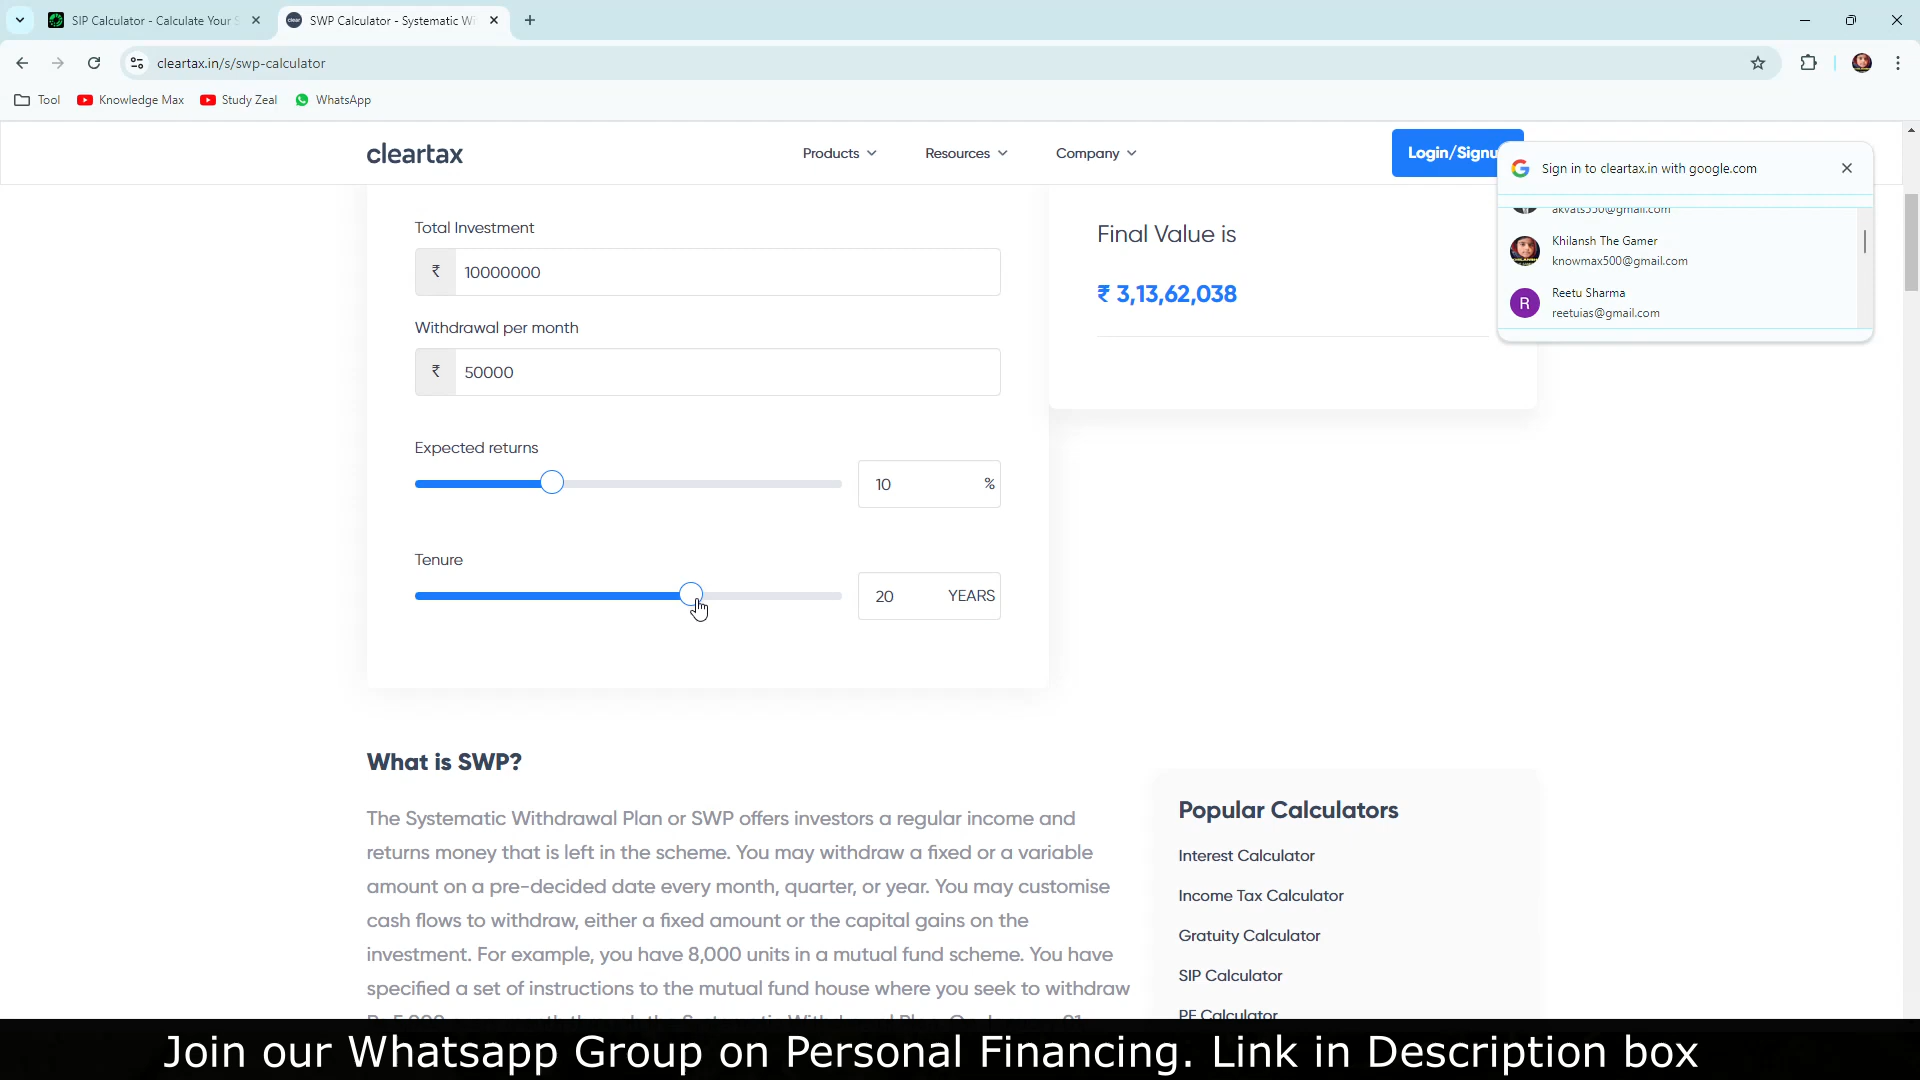 SIP Calculator - Calculate Your S
SWP Calculator - Systematic Wi
cleartax.in/s/swp-calculator
Tool
Knowledge Max
Study Zeal
WhatsApp
cleartax
Products
Resources
Company
Login/Signu
Sign in to cleartax.in with google.com
Khilansh The Gamer
knowmax500@gmail.com
R
Reetu Sharma
reetuias@gmail.com
Total Investment
₹ 10000000
Withdrawal per month
₹ 50000
Expected returns
10 %
Tenure
20 YEARS
Final Value is
₹ 3,13,62,038
What is SWP?
The Systematic Withdrawal Plan or SWP offers investors a regular income and
returns money that is left in the scheme. You may withdraw a fixed or a variable
amount on a pre-decided date every month, quarter, or year. You may customise
cash flows to withdraw, either a fixed amount or the capital gains on the
investment. For example, you have 8,000 units in a mutual fund scheme. You have
specified a set of instructions to the mutual fund house where you seek to withdraw
Popular Calculators
Interest Calculator
Income Tax Calculator
Gratuity Calculator
SIP Calculator
PF Calculator
Join our Whatsapp Group on Personal Financing. Link in Description box